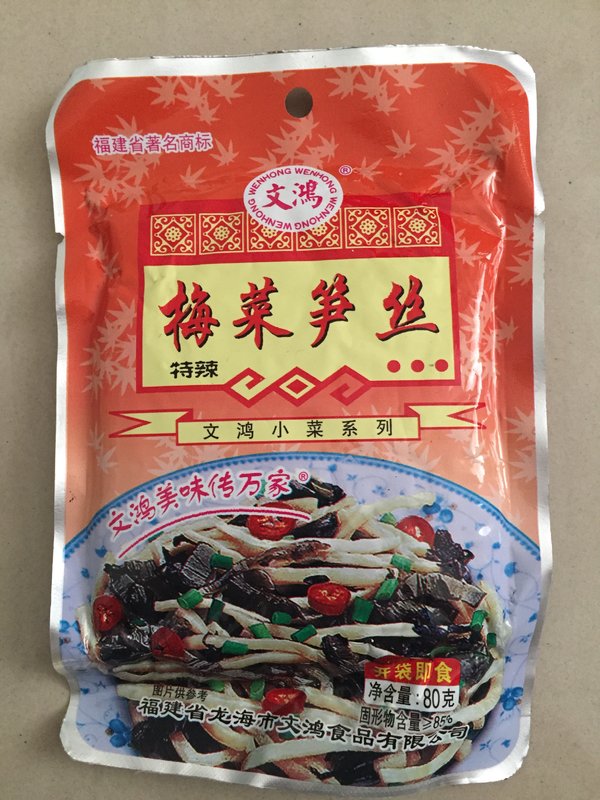 福建省著名商标
WENHONG WENHONG WENHONG WENHONG WENHONG
文鸿®
梅菜笋丝
特辣
文鸿小菜系列
文鸿美味传万家®
开袋即食
净含量：80克
固形物含量≥85%
图片供参考
福建省龙海市文鸿食品有限公司